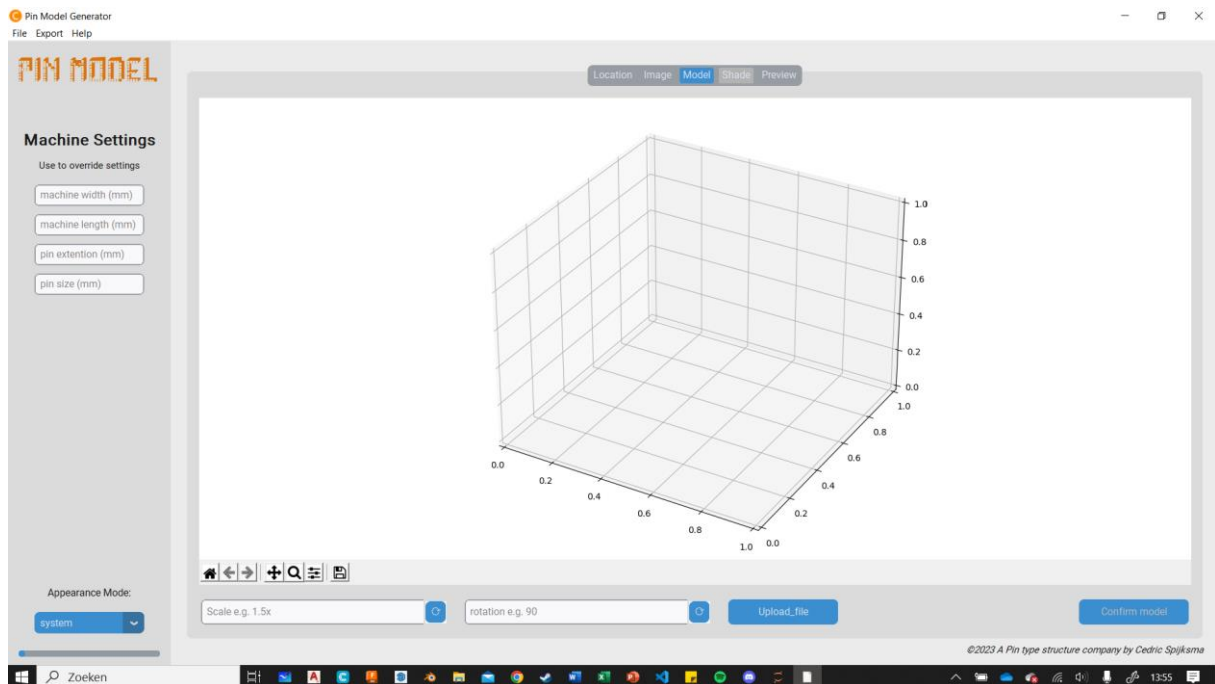 Pin Model Generator
File Export Help
PIN MODEL
Location Image Model Shade Preview
Machine Settings
Use to override settings
machine width (mm)
machine length (mm)
pin extention (mm)
pin size (mm)
1.0
0.8
0.6
0.4
0.2
0.0
1.0
0.8
0.6
0.4
0.2
0.0
0.0
0.2
0.4
0.6
0.8
1.0
Appearance Mode:
system
Scale e.g. 1.5x
rotation e.g. 90
Upload_file
Confirm model
©2023 A Pin type structure company by Cedric Spijksma
Zoeken
13:55